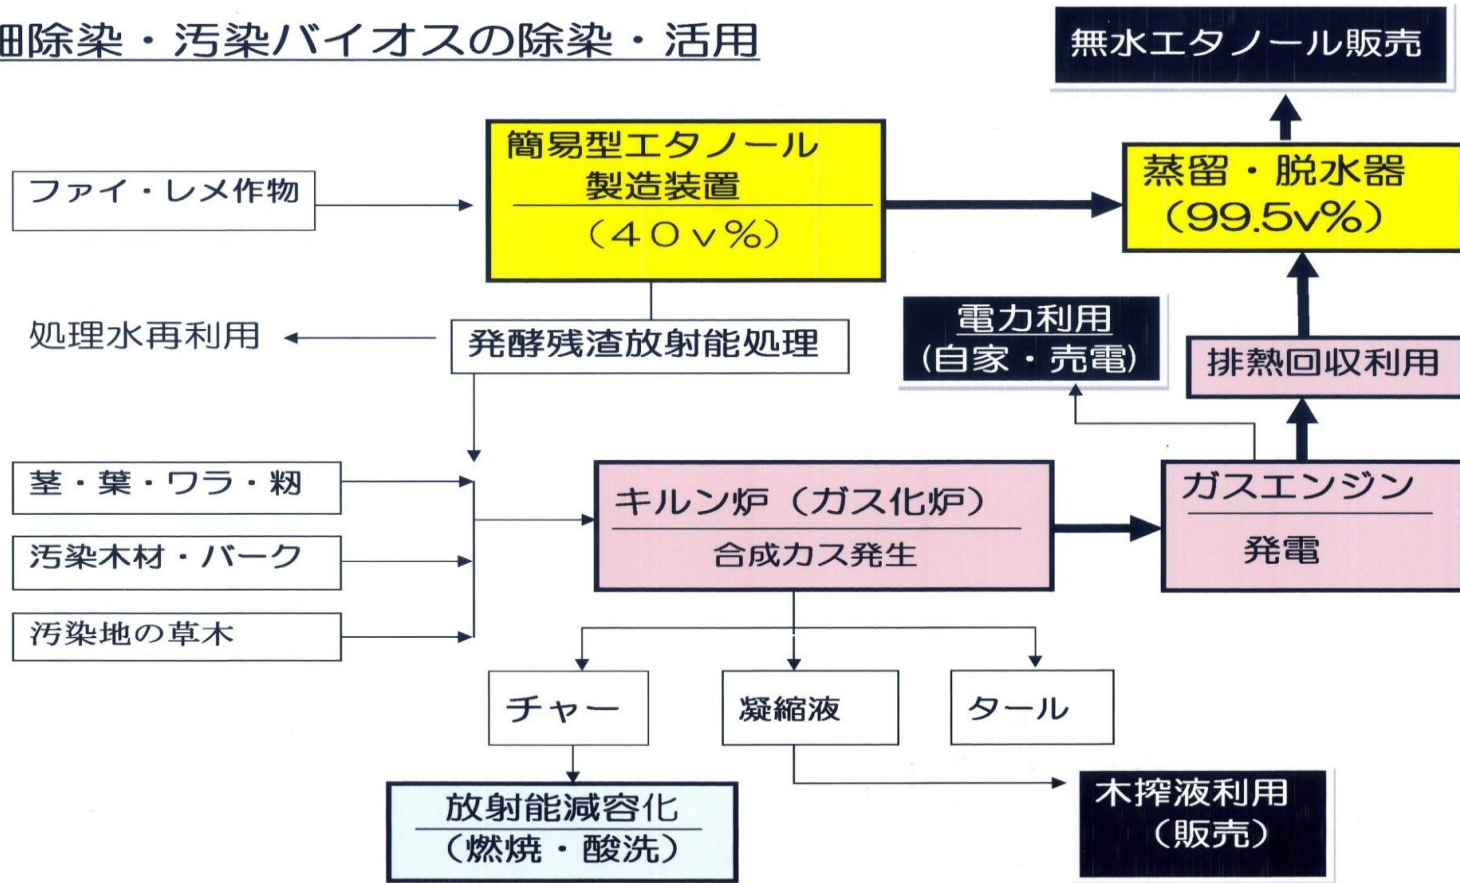 細除染・汚染バイオスの除染・活用
無水エタノール販売
簡易型エタノール
製造装置
(40v%)
蒸留・脱水器
(99.5v%)
ファイ・レメ作物
処理水再利用
発酵残渣放射能処理
電力利用
(自家・売電)
排熱回収利用
茎・葉・ワラ・籾
汚染木材・バーク
汚染地の草木
キルン炉(ガス化炉)
合成カス発生
ガスエンジン
発電
チャー
凝縮液
タール
放射能減容化
(燃焼・酸洗)
木搾液利用
(販売)